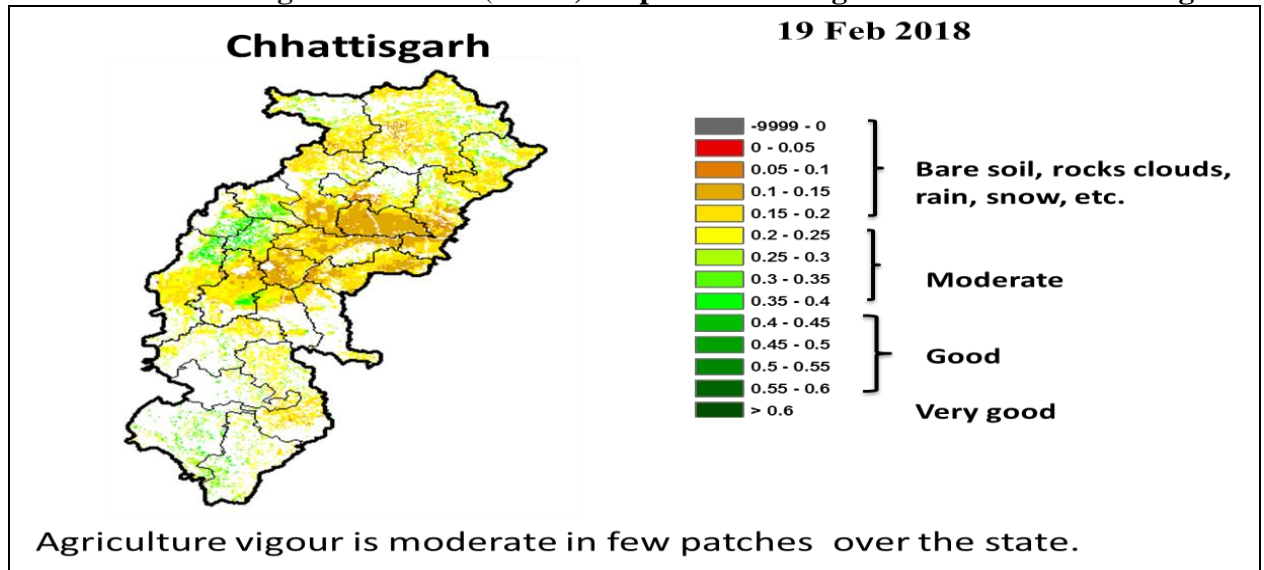 19 Feb 2018
Chhattisgarh
-9999 - 0
0 - 0.05
0.05 - 0.1
0.1 - 0.15
0.15 - 0.2
0.2 - 0.25
0.25 - 0.3
0.3 - 0.35
0.35 - 0.4
0.4 - 0.45
0.45 - 0.5
0.5 - 0.55
0.55 - 0.6
> 0.6
Bare soil, rocks clouds,
rain, snow, etc.
Moderate
Good
Very good
Agriculture vigour is moderate in few patches over the state.